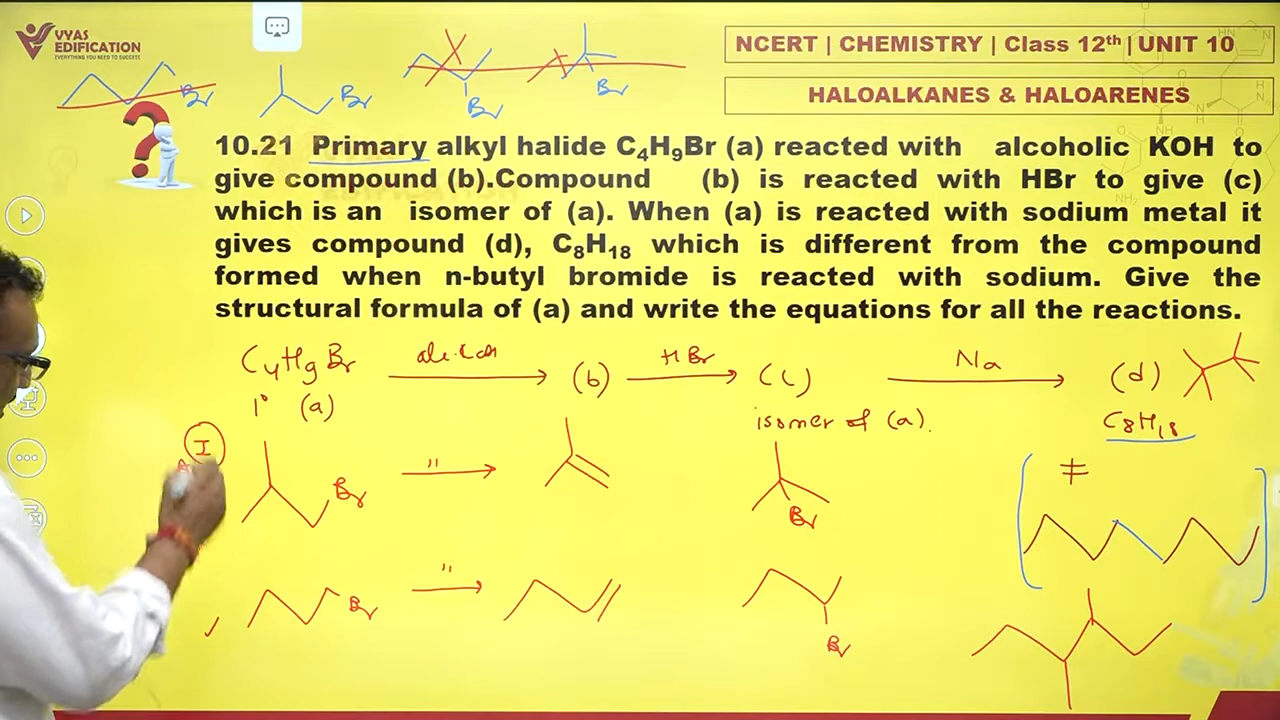 VYAS
EDIFICATION
EVERYTHING YOU NEED TO SUCCEED
NCERT | CHEMISTRY | Class 12th | UNIT 10
HALOALKANES & HALOARENES
Br
Br
Br
Br
10.21 Primary alkyl halide C4H9Br (a) reacted with alcoholic KOH to
give compound (b).Compound (b) is reacted with HBr to give (c)
which is an isomer of (a). When (a) is reacted with sodium metal it
gives compound (d), C8H18 which is different from the compound
formed when n-butyl bromide is reacted with sodium. Give the
structural formula of (a) and write the equations for all the reactions.
C4H9Br alc. KOH (b) HBr (c) Na (d)
1° (a) isomer of (a). C8H18
I
Br " Br ≠
Br " Br